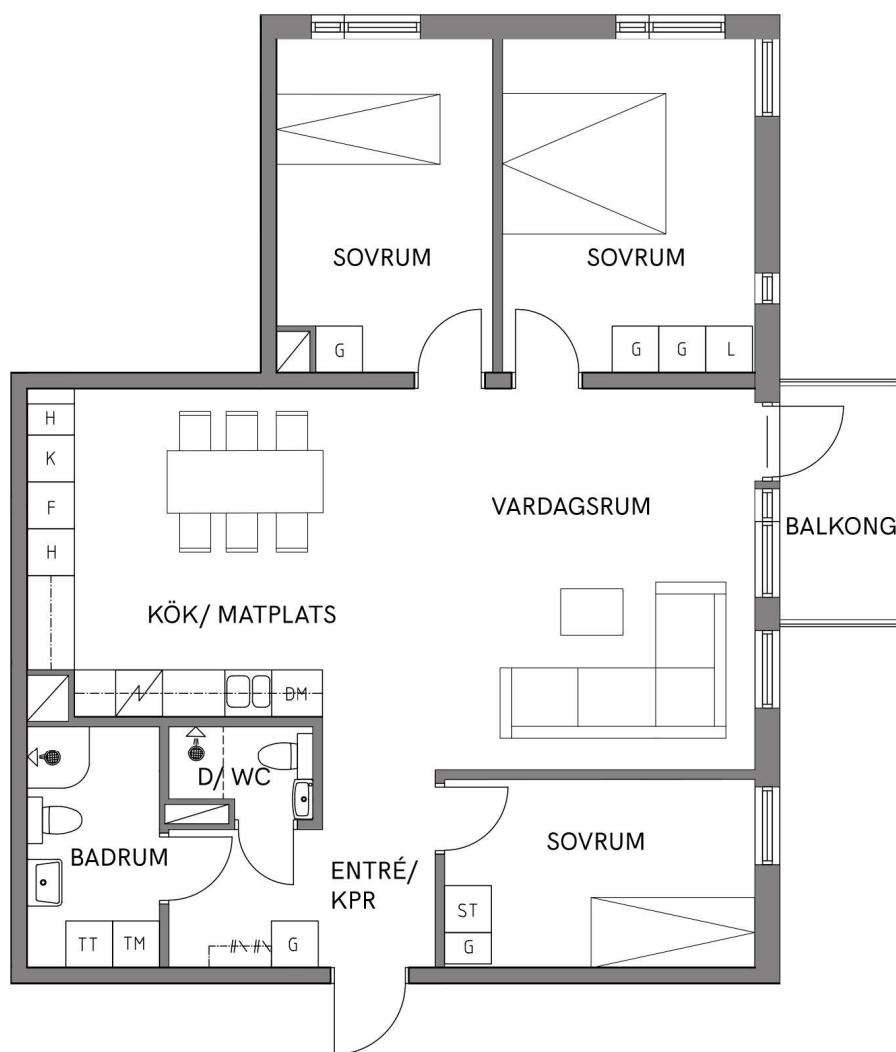 SOVRUM
SOVRUM
G
G G L
H
K
F
H
VARDAGSRUM
BALKONG
KÖK/ MATPLATS
DM
D/ WC
BADRUM
SOVRUM
ENTRÉ/
KPR
ST
G
TT TM
G